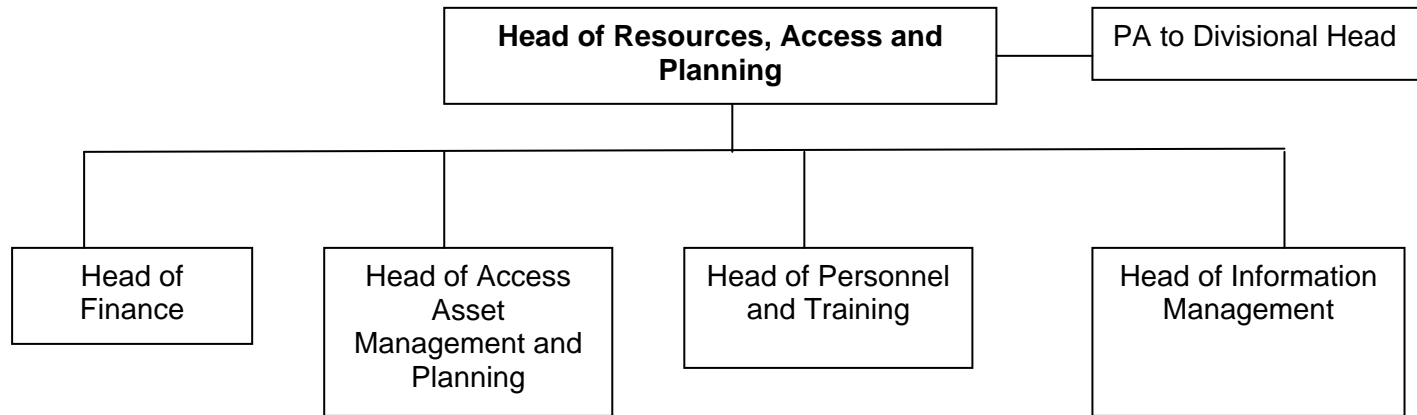 Head of Resources, Access and
Planning
PA to Divisional Head
Head of
Finance
Head of Access
Asset
Management and
Planning
Head of Personnel
and Training
Head of Information
Management